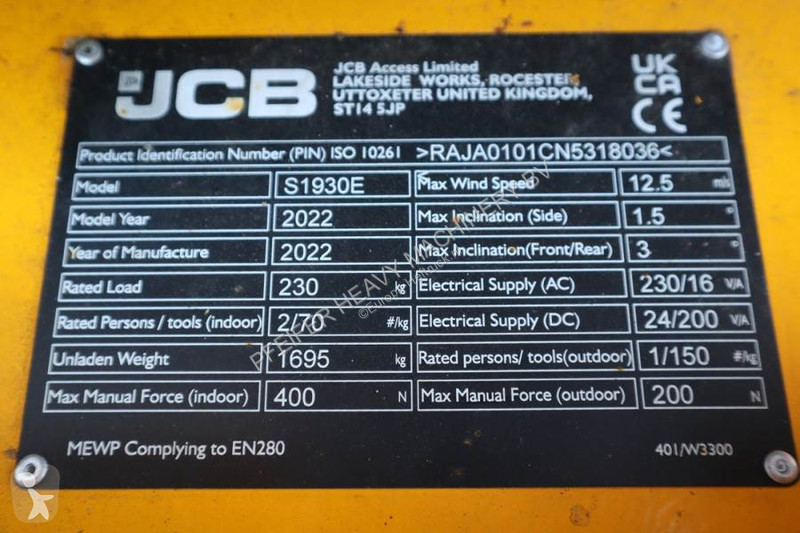 JCB
JCB Access Limited
LAKESIDE WORKS, ROCESTER,
UTTOXETER UNITED KINGDOM,
ST14 5JP
UK
CA
CE
Product Identification Number (PIN) ISO 10261 >RAJA0101CN5318036<
Model S1930E Max Wind Speed 12.5 m/s
Model Year 2022 Max Inclination (Side) 1.5 °
Year of Manufacture 2022 Max Inclination(Front/Rear) 3 °
Rated Load 230 kg Electrical Supply (AC) 230/16 V/A
Rated Persons / tools (indoor) 2/70 #/kg Electrical Supply (DC) 24/200 V/A
Unladen Weight 1695 kg Rated persons/ tools(outdoor) 1/150 #/kg
Max Manual Force (indoor) 400 N Max Manual Force (outdoor) 200 N
MEWP Complying to EN280 401/W3300
PFEIFER HEAVY MACHINERY BV